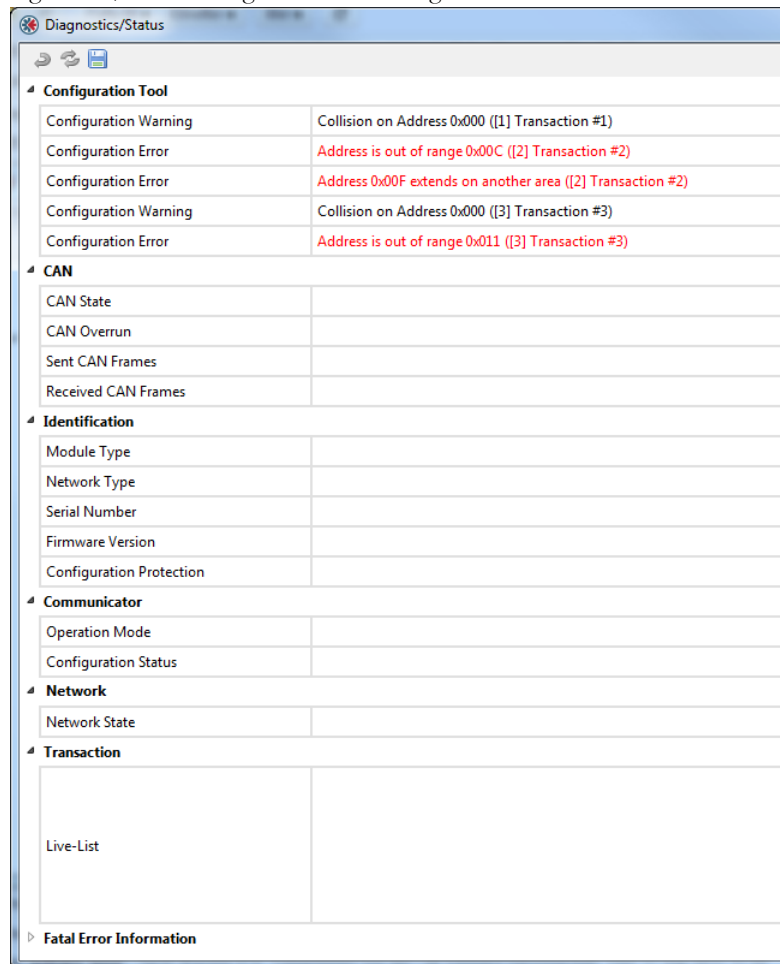 Diagnostics/Status
Configuration Tool
Configuration Warning Collision on Address 0x000 ([1] Transaction #1)
Configuration Error Address is out of range 0x00C ([2] Transaction #2)
Configuration Error Address 0x00F extends on another area ([2] Transaction #2)
Configuration Warning Collision on Address 0x000 ([3] Transaction #3)
Configuration Error Address is out of range 0x011 ([3] Transaction #3)
CAN
CAN State
CAN Overrun
Sent CAN Frames
Received CAN Frames
Identification
Module Type
Network Type
Serial Number
Firmware Version
Configuration Protection
Communicator
Operation Mode
Configuration Status
Network
Network State
Transaction
Live-List
Fatal Error Information